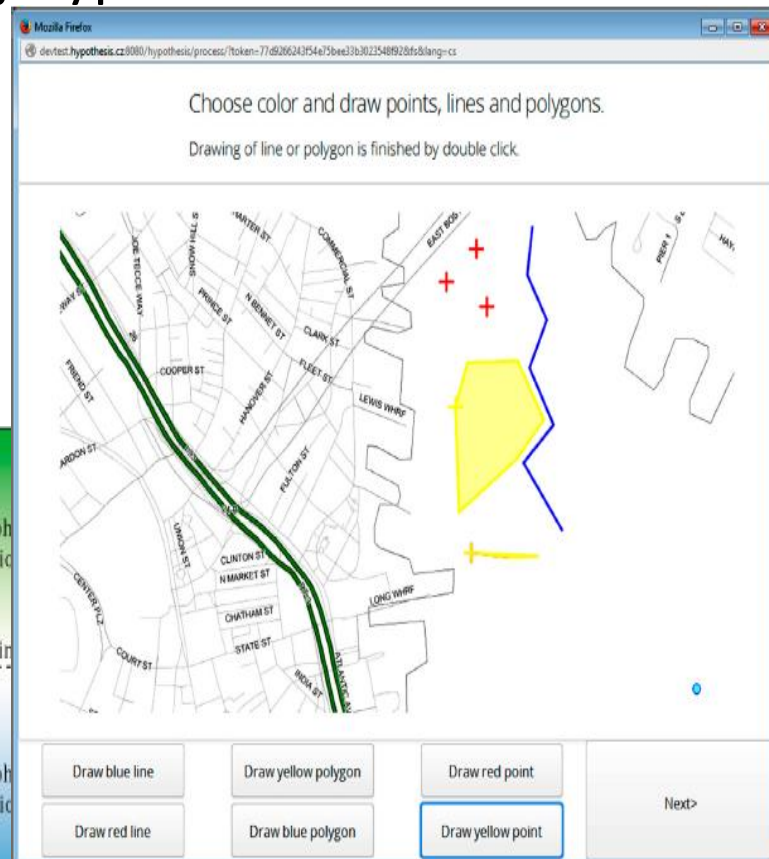 Mozilla Firefox
devtest.hypothesis.cz:8080/hypothesis/process/?token=77d9266243f54e75bee33b3023548f92&fs&lang=cs
Choose color and draw points, lines and polygons.
Drawing of line or polygon is finished by double click.
COMMERCIAL ST
EAST BOS
PIER 1
HAY
JOE TECCE WAY
N BENNET ST
PRINCE ST
CLARK ST
FLEET ST
COOPER ST
HANOVER ST
FRIEND ST
LEWIS WHRF
ARDON ST
FULTON ST
UNION ST
CLINTON ST
N MARKET ST
CENTER PLZ
LONG WHRF
CHATHAM ST
STATE ST
COURT ST
INDIA ST
ATLANTIC AV
Draw blue line
Draw yellow polygon
Draw red point
Next>
Draw red line
Draw blue polygon
Draw yellow point